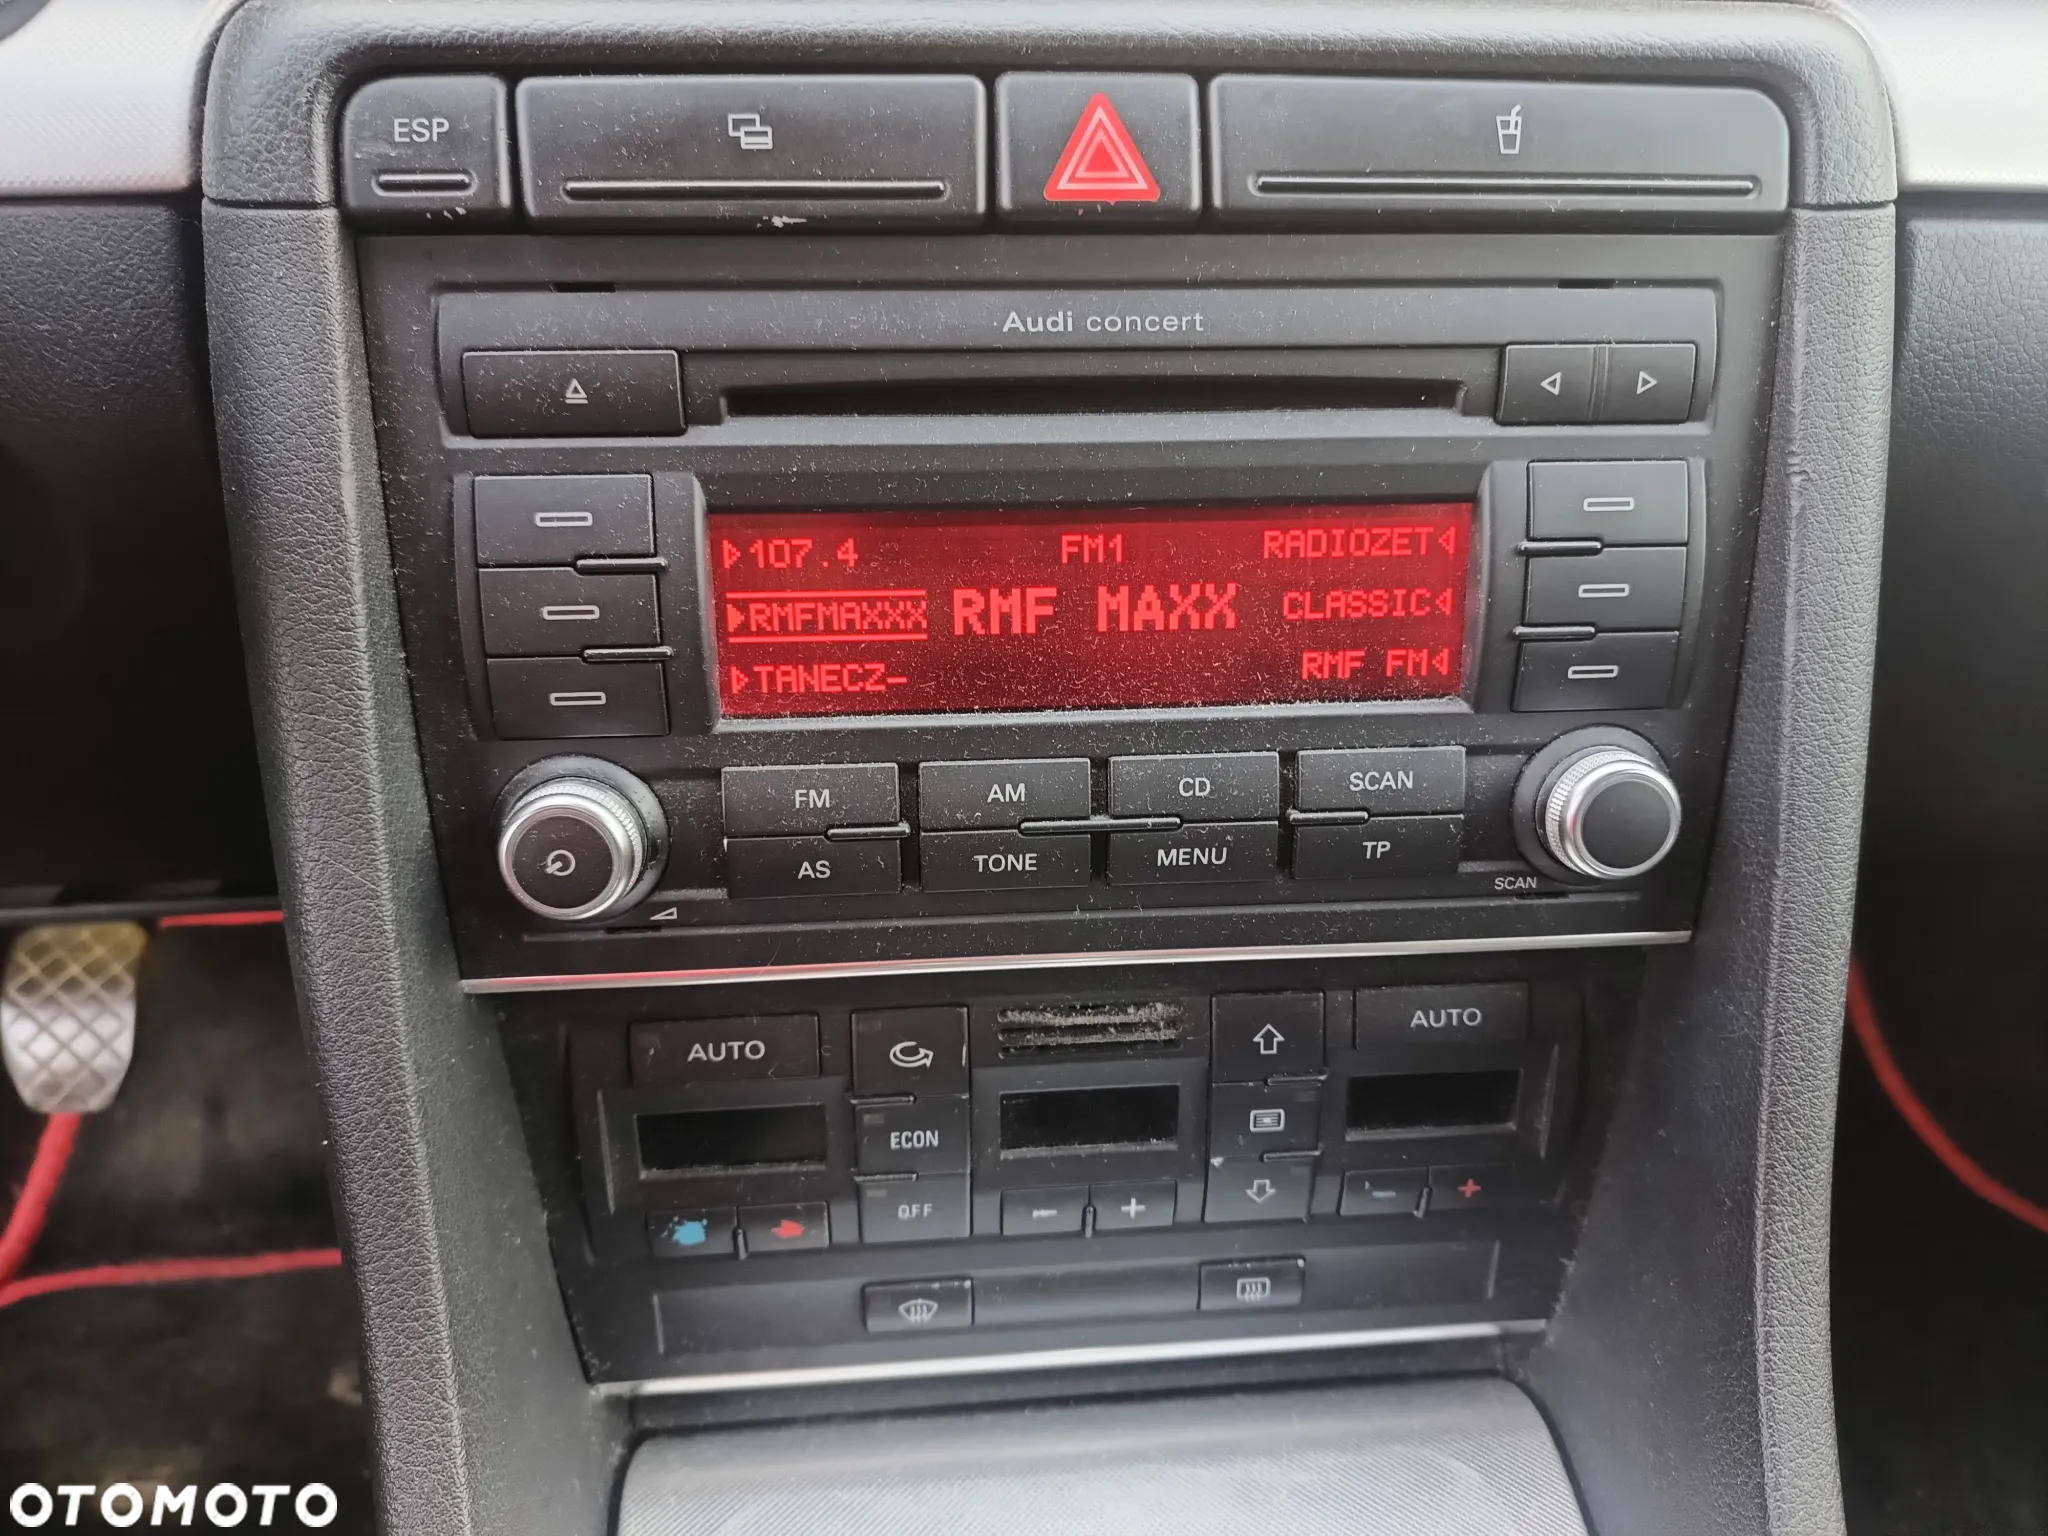 ESP
Audi concert
107.4 FM1 RADIOZET
RMFMAXXX RMF MAXX CLASSIC
TANECZ- RMF FM
FM AM CD SCAN
AS TONE MENU TP
SCAN
AUTO AUTO
ECON
OFF
OTOMOTO